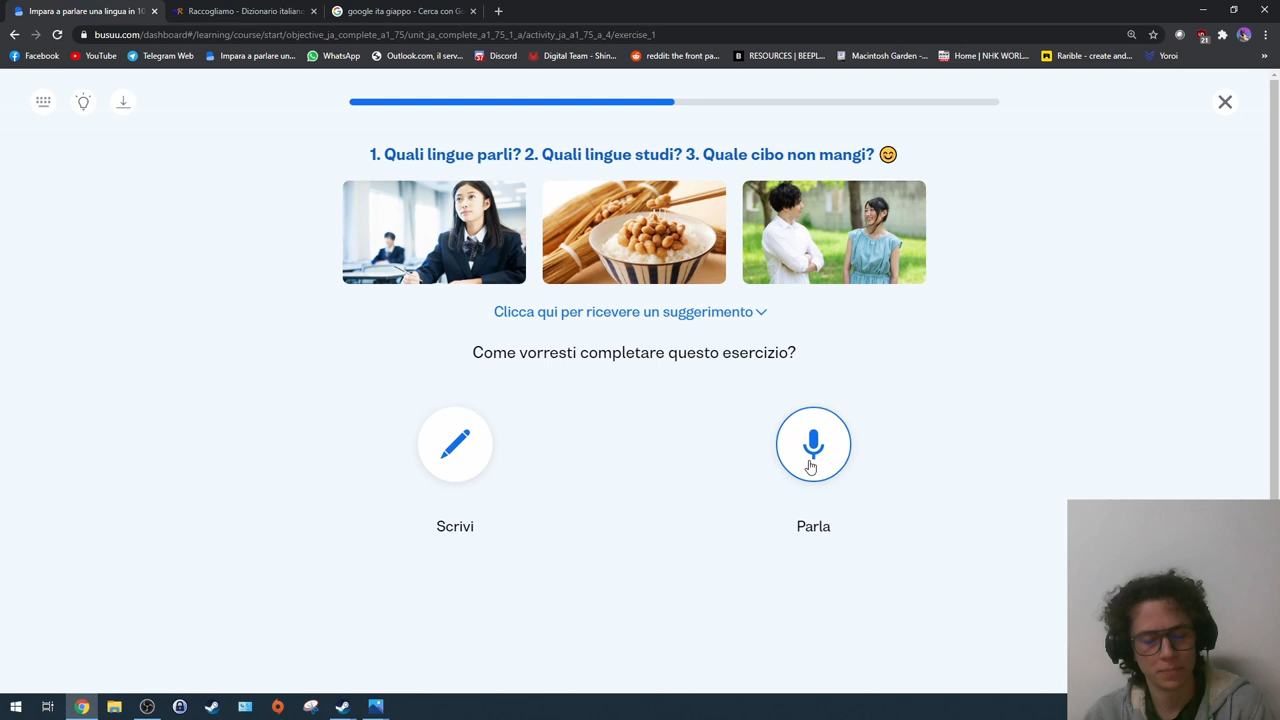 Impara a parlare una lingua in 10
Raccogliamo - Dizionario italiano
google ita giappo - Cerca con G
busuu.com/dashboard#/learning/course/start/objective_ja_complete_a1_75/unit_ja_complete_a1_75_1_a/activity_ja_a1_75_a_4/exercise_1
21
Facebook
YouTube
Telegram Web
Impara a parlare un...
WhatsApp
Outlook.com, il serv...
Discord
Digital Team - Shin...
reddit: the front pa...
RESOURCES | BEEPL...
Macintosh Garden -...
Home | NHK WORL...
Rarible - create and...
Yoroi
1. Quali lingue parli? 2. Quali lingue studi? 3. Quale cibo non mangi? 😊
Clicca qui per ricevere un suggerimento
Come vorresti completare questo esercizio?
Scrivi
Parla